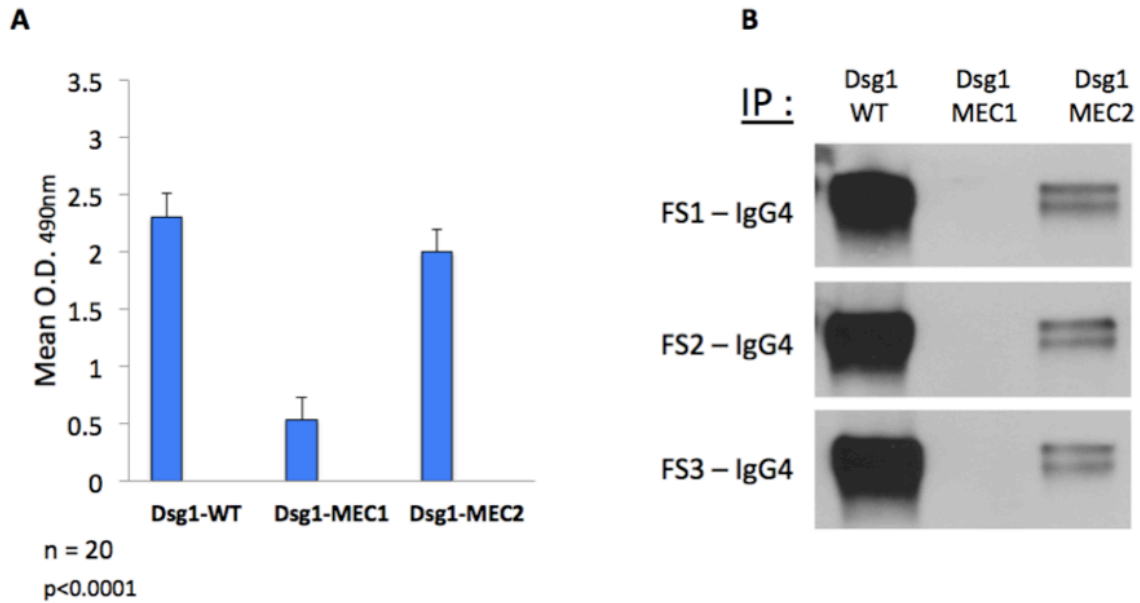 A
3.5
3
2.5
2
1.5
1
0.5
0
Mean O.D. 490nm
Dsg1-WT Dsg1-MEC1 Dsg1-MEC2
n = 20
p<0.0001
B
IP :
Dsg1 WT
Dsg1 MEC1
Dsg1 MEC2
FS1 – IgG4
FS2 – IgG4
FS3 – IgG4